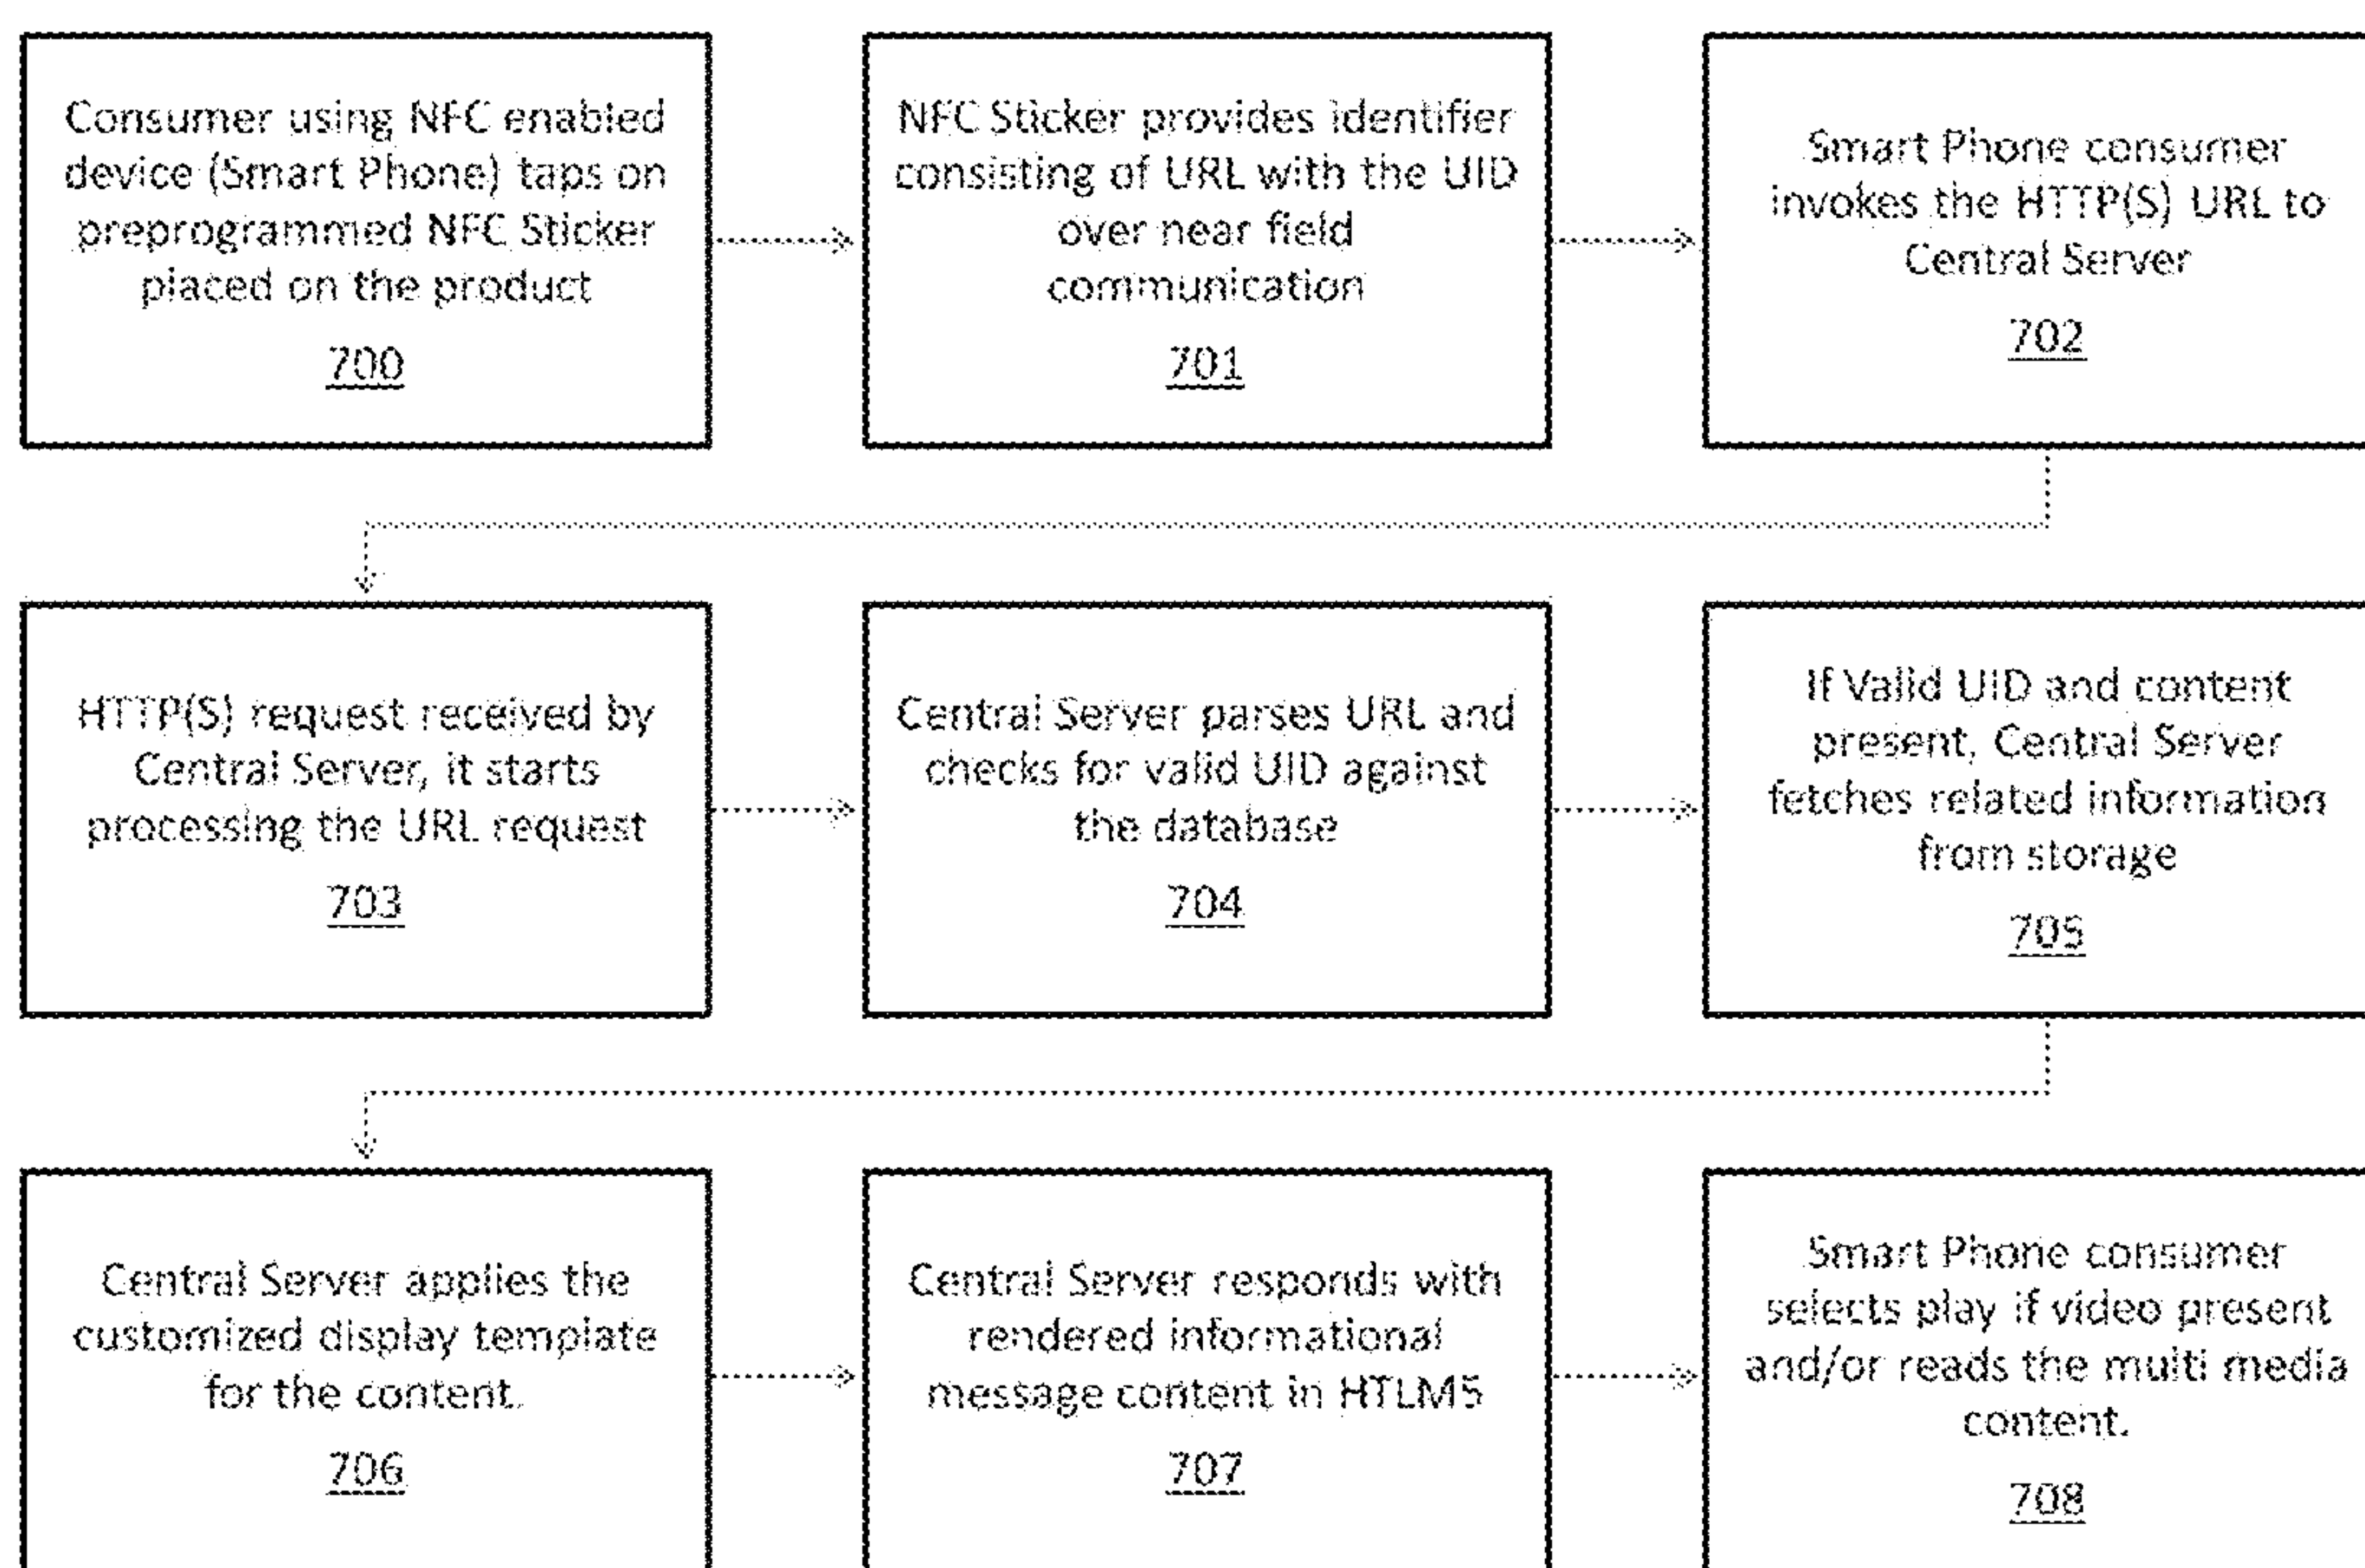 Consumer using NFC enabled
device (Smart Phone) taps on
preprogrammed NFC Sticker
placed on the product
700
NFC Sticker provides identifier
consisting of URL with the UID
over near field
communication
701
Smart Phone consumer
invokes the HTTP(S) URL to
Central Server
702
HTTP(S) request received by
Central Server, it starts
processing the URL request
703
Central Server parses URL and
checks for valid UID against
the database
704
If Valid UID and content
present, Central Server
fetches related information
from storage
705
Central Server applies the
customized display template
for the content.
706
Central Server responds with
rendered informational
message content in HTLM5
707
Smart Phone consumer
selects play if video present
and/or reads the multi media
content.
708